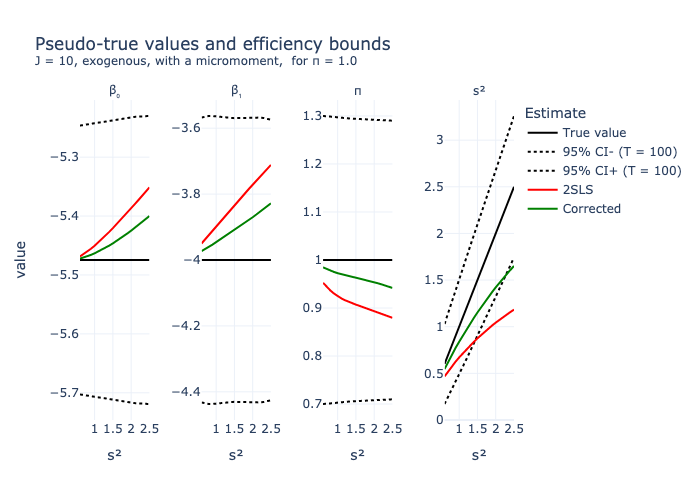 Pseudo-true values and efficiency bounds
J = 10, exogenous, with a micromoment,  for π = 1.0
β₀ β₁ π s²
Estimate
True value
95% CI- (T = 100)
95% CI+ (T = 100)
2SLS
Corrected
value
−5.3
−5.4
−5.5
−5.6
−5.7
1 1.5 2 2.5
s²
−3.6
−3.8
−4
−4.2
−4.4
1 1.5 2 2.5
s²
1.3
1.2
1.1
1
0.9
0.8
0.7
1 1.5 2 2.5
s²
3
2.5
2
1.5
1
0.5
0
1 1.5 2 2.5
s²